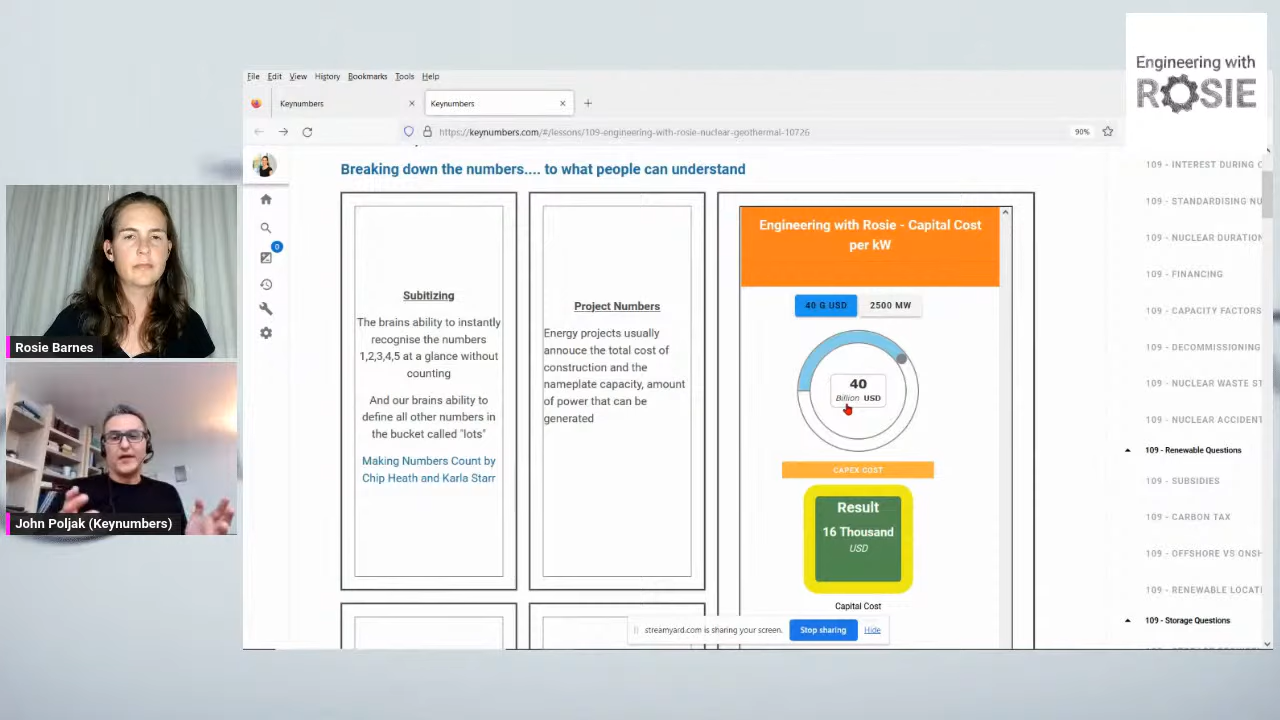 Engineering with
ROSIE
File Edit View History Bookmarks Tools Help
Keynumbers
Keynumbers
https://keynumbers.com/#/lessons/109-engineering-with-rosie-nuclear-geothermal-10726
90%
Breaking down the numbers.... to what people can understand
0
Subitizing
The brains ability to instantly
recognise the numbers
1,2,3,4,5 at a glance without
counting
And our brains ability to
define all other numbers in
the bucket called "lots"
Making Numbers Count by
Chip Heath and Karla Starr
Project Numbers
Energy projects usually
annouce the total cost of
construction and the
nameplate capacity, amount
of power that can be
generated
Engineering with Rosie - Capital Cost
per kW
40 G USD
2500 MW
40
Billion USD
CAPEX COST
Result
16 Thousand
USD
Capital Cost
109 - INTEREST DURING C
109 - STANDARDISING NU
109 - NUCLEAR DURATION
109 - FINANCING
109 - CAPACITY FACTORS
109 - DECOMMISSIONING
109 - NUCLEAR WASTE ST
109 - NUCLEAR ACCIDENT
109 - Renewable Questions
109 - SUBSIDIES
109 - CARBON TAX
109 - OFFSHORE VS ONSH
109 - RENEWABLE LOCATI
109 - Storage Questions
streamyard.com is sharing your screen.
Stop sharing
Hide
Rosie Barnes
John Poljak (Keynumbers)